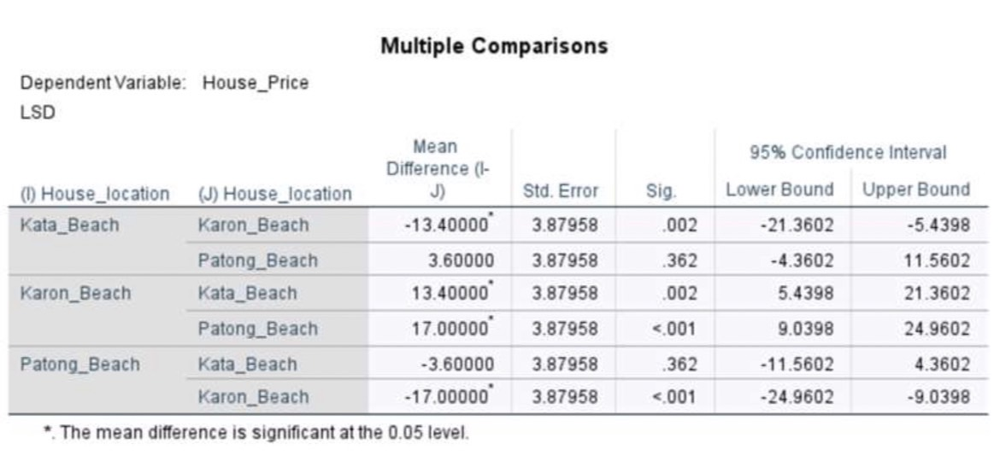 Multiple Comparisons
Dependent Variable: House_Price
LSD
Mean
Difference (I-
J)
95% Confidence Interval
(I) House_location (J) House_location Std. Error Sig. Lower Bound Upper Bound
Kata_Beach Karon_Beach -13.40000* 3.87958 .002 -21.3602 -5.4398
Patong_Beach 3.60000 3.87958 .362 -4.3602 11.5602
Karon_Beach Kata_Beach 13.40000* 3.87958 .002 5.4398 21.3602
Patong_Beach 17.00000* 3.87958 <.001 9.0398 24.9602
Patong_Beach Kata_Beach -3.60000 3.87958 .362 -11.5602 4.3602
Karon_Beach -17.00000* 3.87958 <.001 -24.9602 -9.0398
*. The mean difference is significant at the 0.05 level.